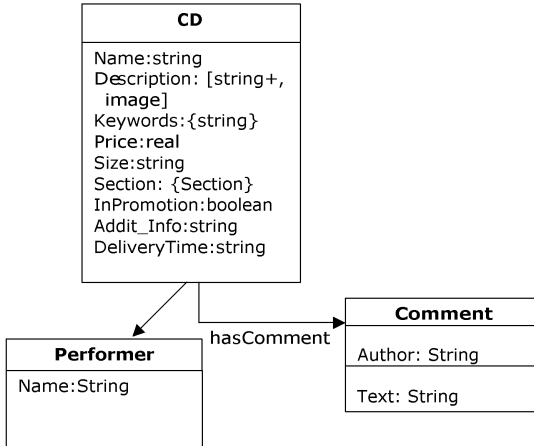 CD
Name:string
Description: [string+,
image]
Keywords:{string}
Price:real
Size:string
Section: {Section}
InPromotion:boolean
Addit_Info:string
DeliveryTime:string
hasComment
Comment
Author: String
Text: String
Performer
Name:String